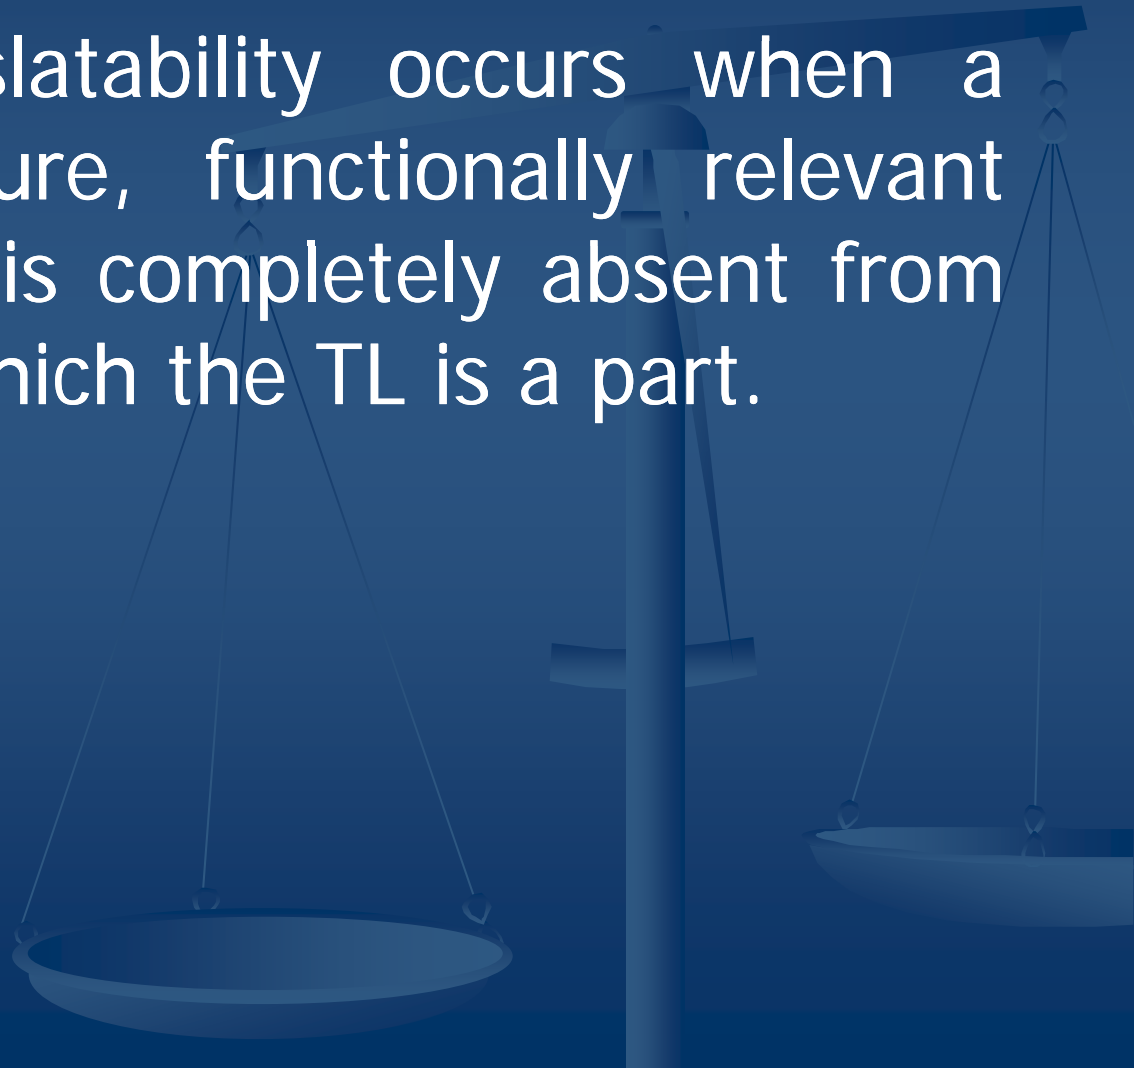 slatability occurs when a
ure, functionally relevant
is completely absent from
hich the TL is a part.